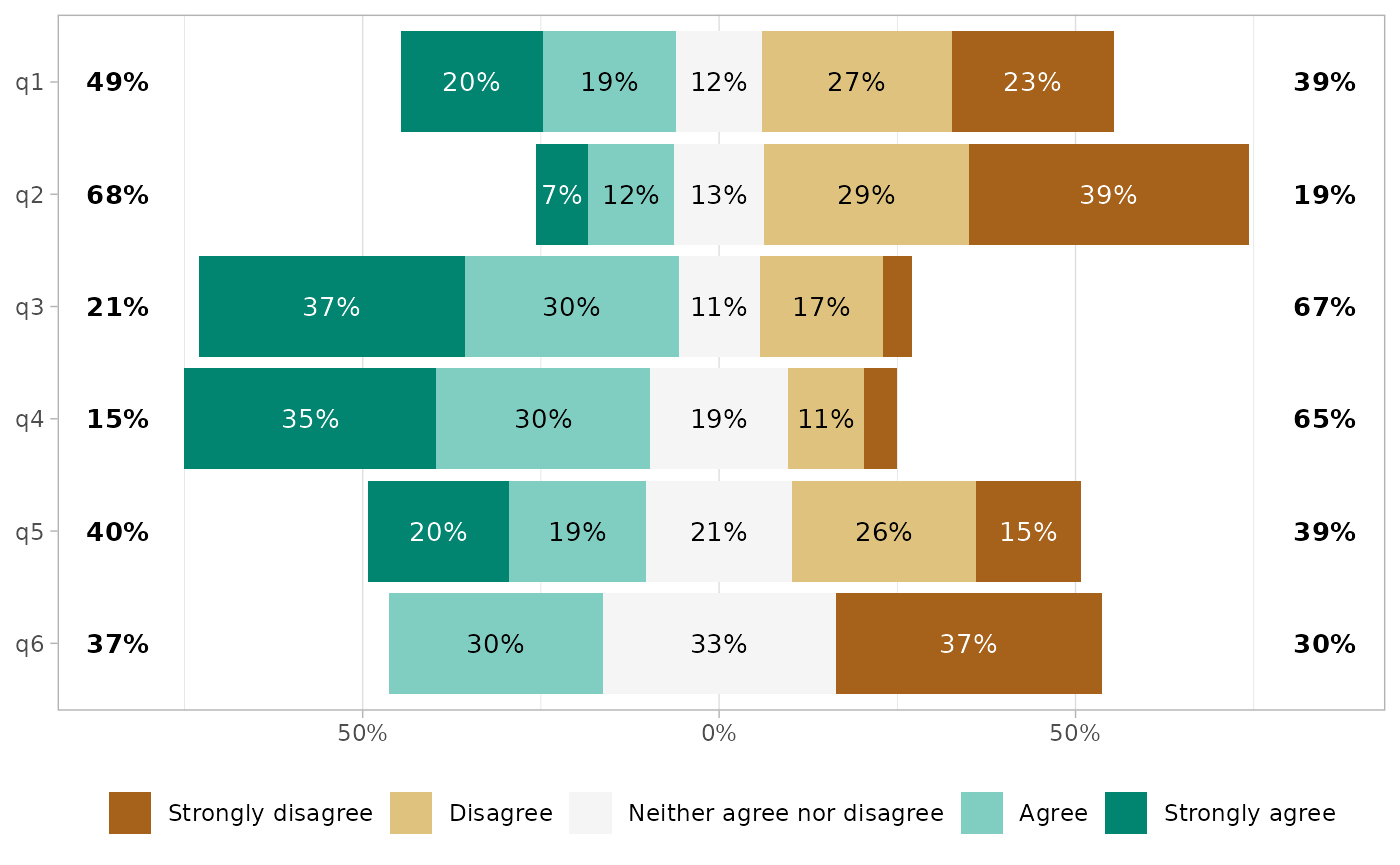 q1 49% 20% 19% 12% 27% 23% 39%
q2 68% 7% 12% 13% 29% 39% 19%
q3 21% 37% 30% 11% 17% 67%
q4 15% 35% 30% 19% 11% 65%
q5 40% 20% 19% 21% 26% 15% 39%
q6 37% 30% 33% 37% 30%
50% 0% 50%
Strongly disagree Disagree Neither agree nor disagree Agree Strongly agree